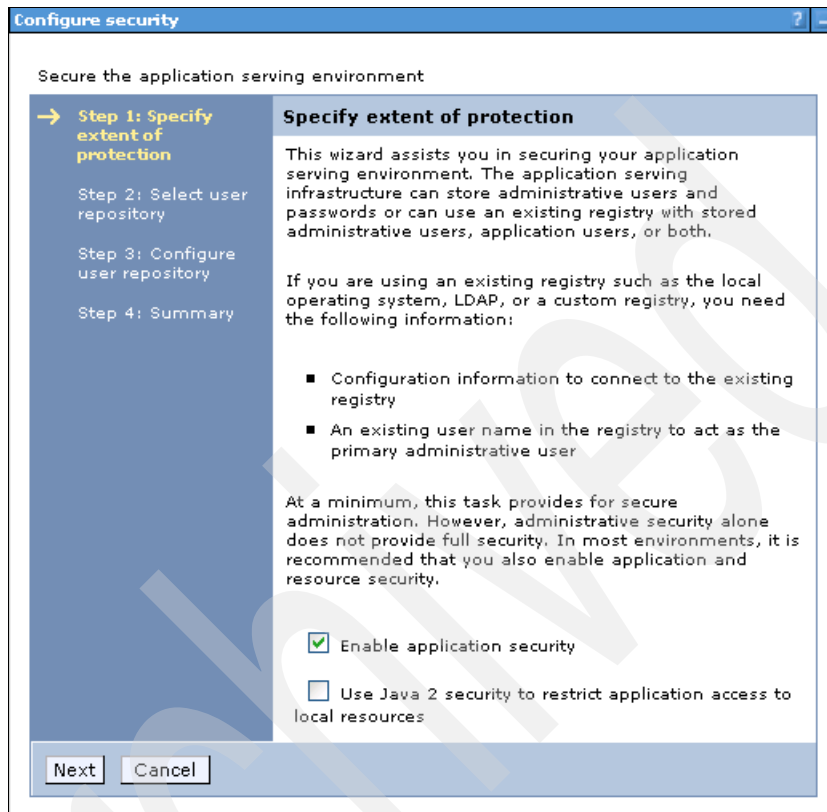 Configure security
?
Secure the application serving environment
Step 1: Specify
extent of
protection
Step 2: Select user
repository
Step 3: Configure
user repository
Step 4: Summary
Specify extent of protection
This wizard assists you in securing your application
serving environment. The application serving
infrastructure can store administrative users and
passwords or can use an existing registry with stored
administrative users, application users, or both.
If you are using an existing registry such as the local
operating system, LDAP, or a custom registry, you need
the following information:
Configuration information to connect to the existing
registry
An existing user name in the registry to act as the
primary administrative user
At a minimum, this task provides for secure
administration. However, administrative security alone
does not provide full security. In most environments, it is
recommended that you also enable application and
resource security.
Enable application security
Use Java 2 security to restrict application access to
local resources
Next
Cancel